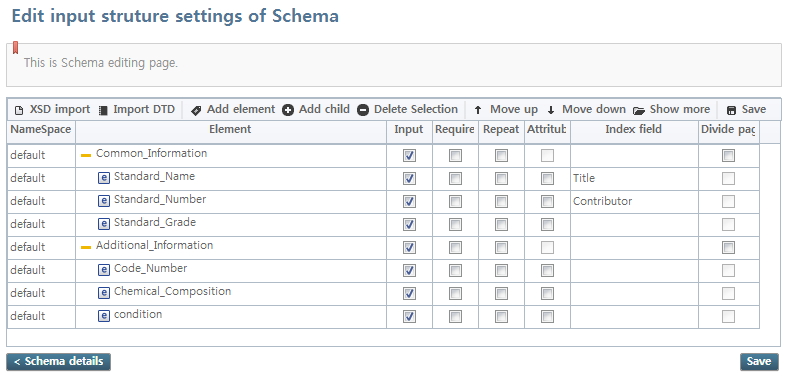 Edit input struture settings of Schema
This is Schema editing page.
XSD import Import DTD Add element Add child Delete Selection Move up Move down Show more Save
NameSpace Element Input Require Repeat Attribut Index field Divide pag
default Common_Information
default e Standard_Name Title
default e Standard_Number Contributor
default e Standard_Grade
default Additional_Information
default e Code_Number
default e Chemical_Composition
default e condition
< Schema details Save